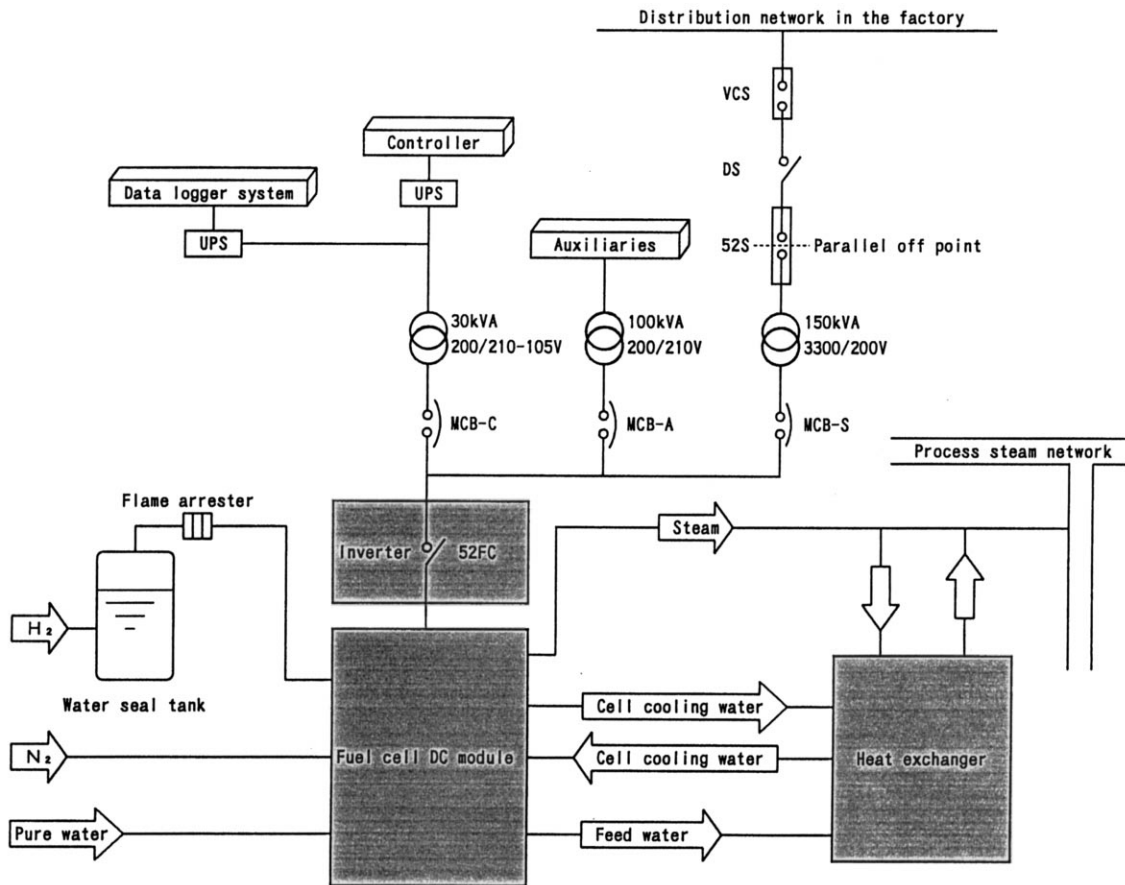 Distribution network in the factory
VCS
Controller
DS
Data logger system
UPS
UPS
Auxiliaries
52S
Parallel off point
30kVA
200/210-105V
100kVA
200/210V
150kVA
3300/200V
MCB-C
MCB-A
MCB-S
Process steam network
Flame arrester
Steam
Inverter
52FC
H₂
Water seal tank
Cell cooling water
N₂
Fuel cell DC module
Cell cooling water
Heat exchanger
Pure water
Feed water